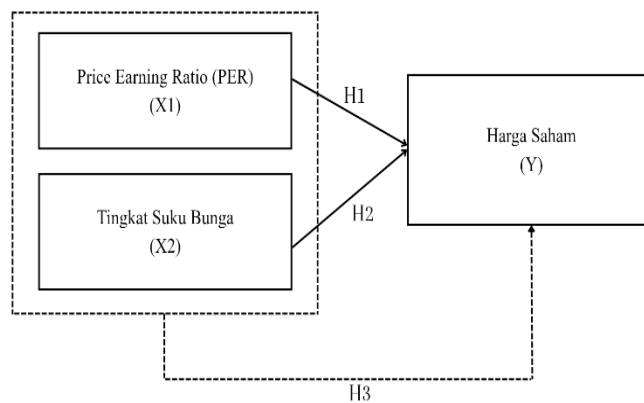 Price Earning Ratio (PER)
(X1)
H1
Harga Saham
(Y)
Tingkat Suku Bunga
(X2)
H2
H3